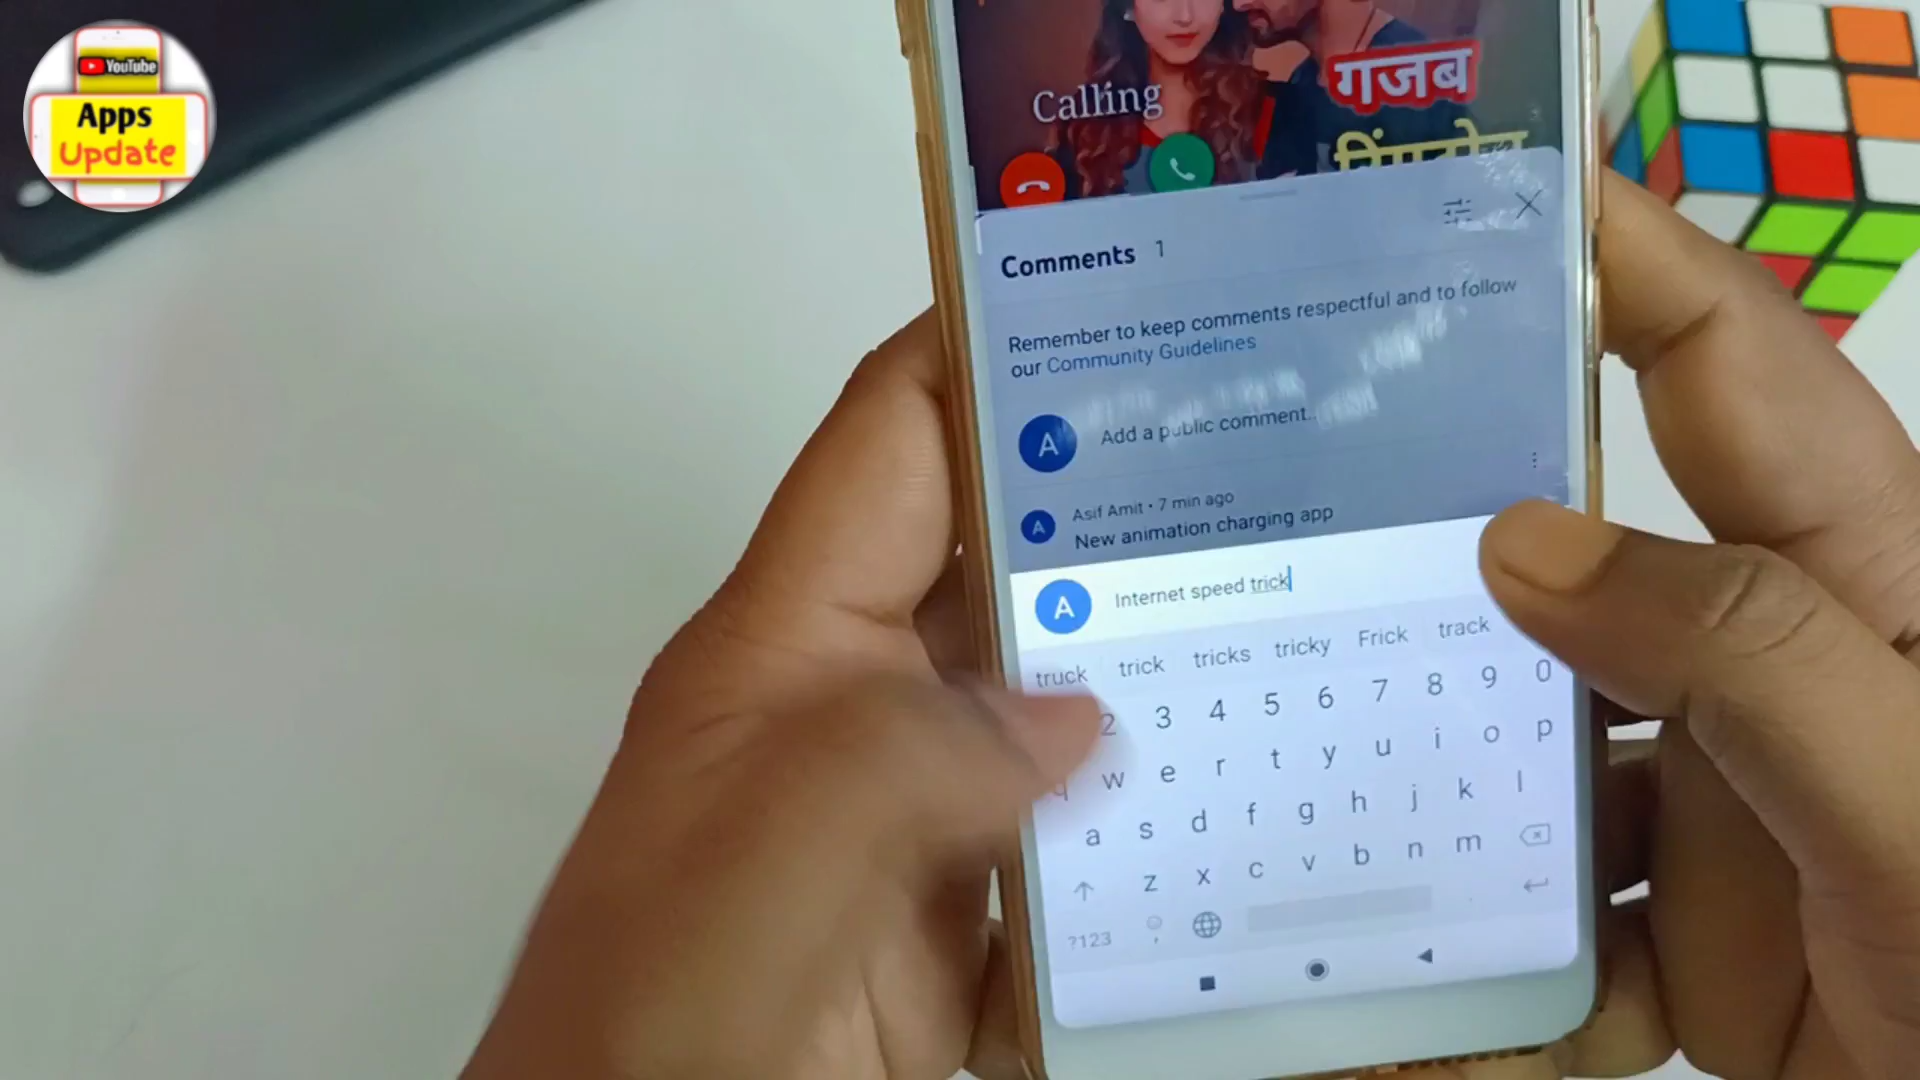 YouTube
Apps
Update
Calling
गजब
Comments 1
Remember to keep comments respectful and to follow
our Community Guidelines
A
Add a public comment...
A
Asif Amit • 7 min ago
New animation charging app
A
Internet speed trick
truck trick tricks tricky Frick track
2 3 4 5 6 7 8 9 0
q w e r t y u i o p
a s d f g h j k l
z x c v b n m
?123 , .